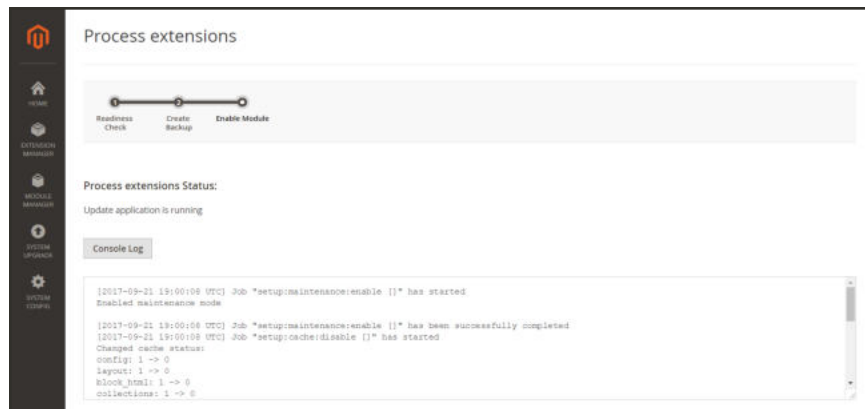 Process extensions
HOME
EXTENSION
MANAGER
MODULE
MANAGER
SYSTEM
UPGRADE
SYSTEM
CONFIG
1
2
Readiness
Check
Create
Backup
Enable Module
Process extensions Status:
Update application is running
Console Log
[2017-09-21 19:00:08 UTC] Job "setup:maintenance:enable []" has started
Enabled maintenance mode
[2017-09-21 19:00:08 UTC] Job "setup:maintenance:enable []" has been successfully completed
[2017-09-21 19:00:08 UTC] Job "setup:cache:disable []" has started
Changed cache status:
config: 1 -> 0
layout: 1 -> 0
block_html: 1 -> 0
collections: 1 -> 0